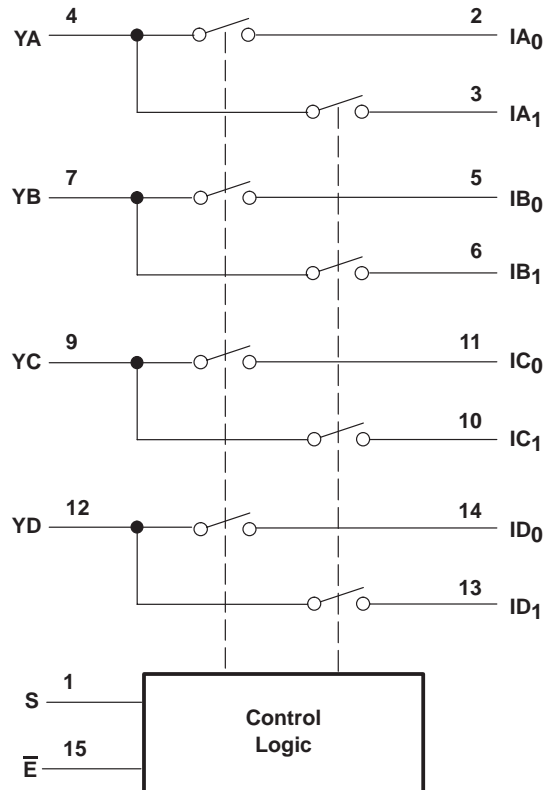 YA 4 2 IA0
3 IA1
YB 7 5 IB0
6 IB1
YC 9 11 IC0
10 IC1
YD 12 14 ID0
13 ID1
S 1
Control
Logic
E̅ 15